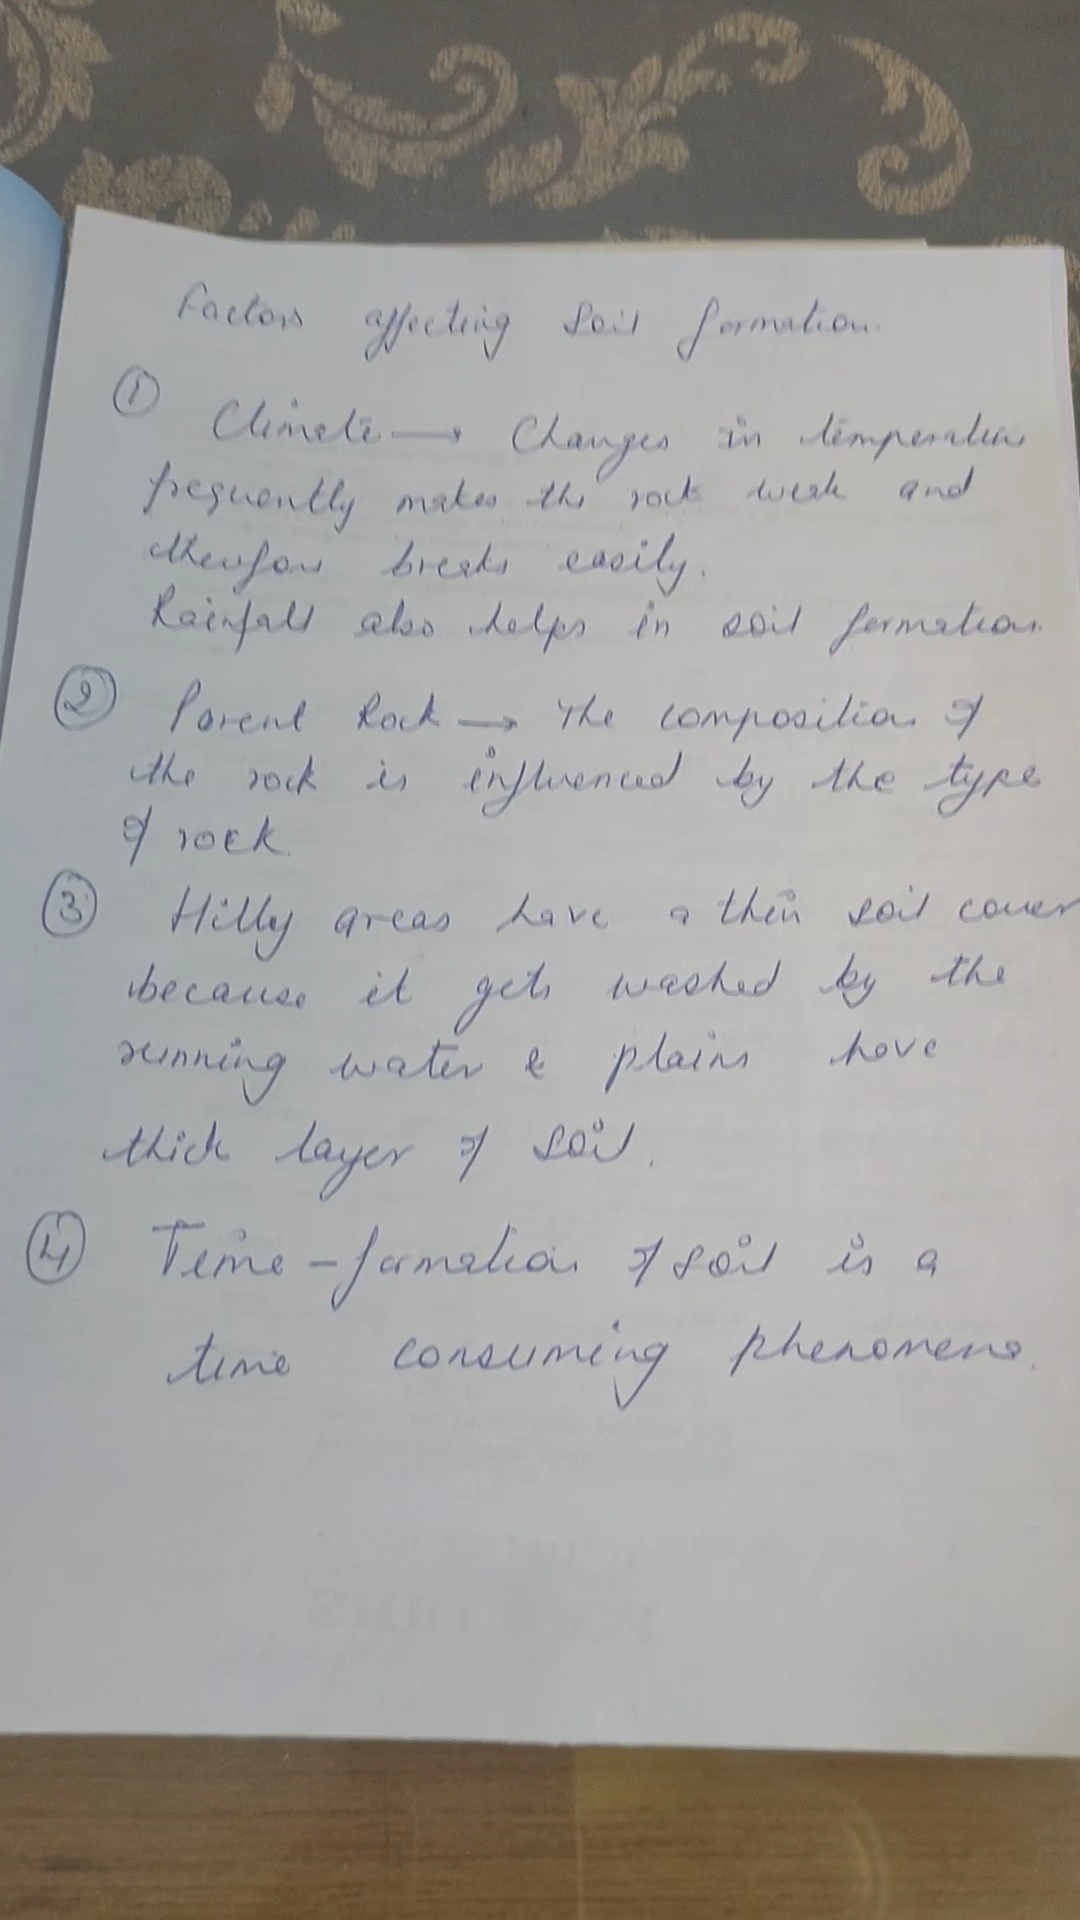 Factors affecting soil formation.
① Climate → Changes in temperature
frequently makes the rock weak and
therefore breaks easily.
Rainfall also helps in soil formation.
② Parent Rock → The composition of
the rock is influenced by the type
of rock.
③ Hilly areas have a thin soil cover
because it gets washed by the
running water & plains have
thick layer of soil.
④ Time - formation of soil is a
time consuming phenomena.